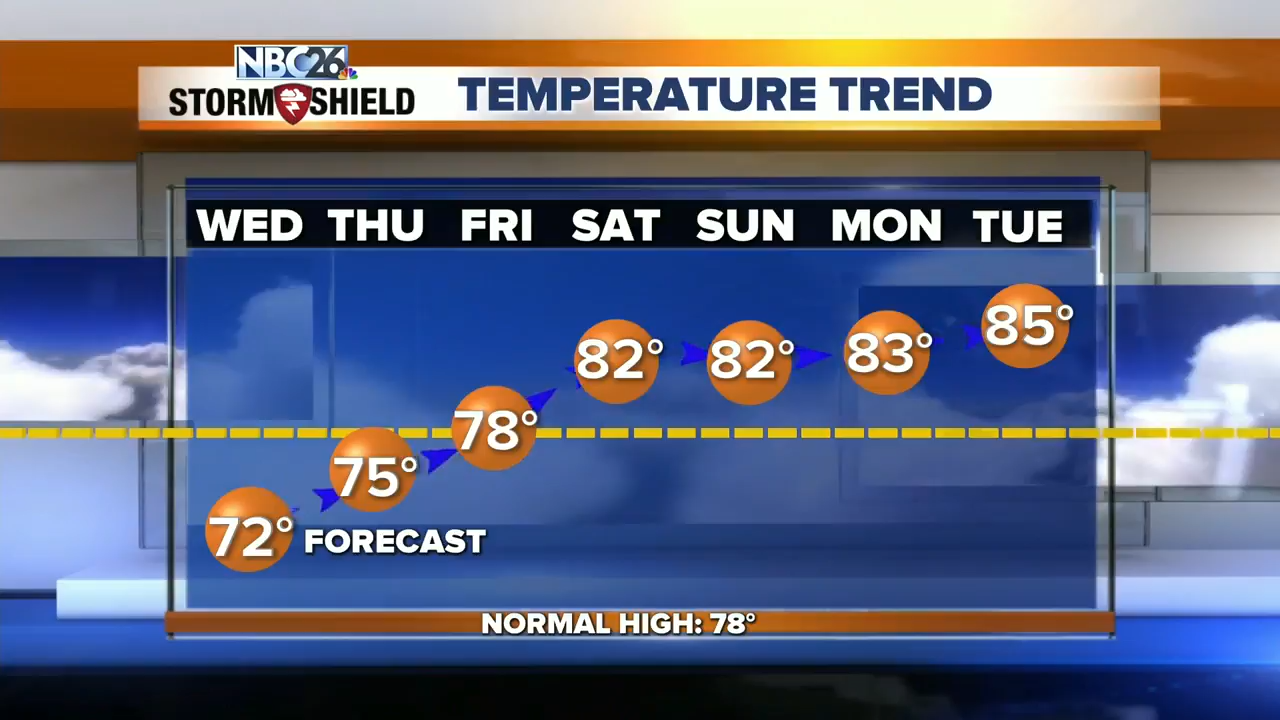 NBC26
STORM SHIELD
TEMPERATURE TREND
WED THU FRI SAT SUN MON TUE
72° 75° 78° 82° 82° 83° 85°
FORECAST
NORMAL HIGH: 78°